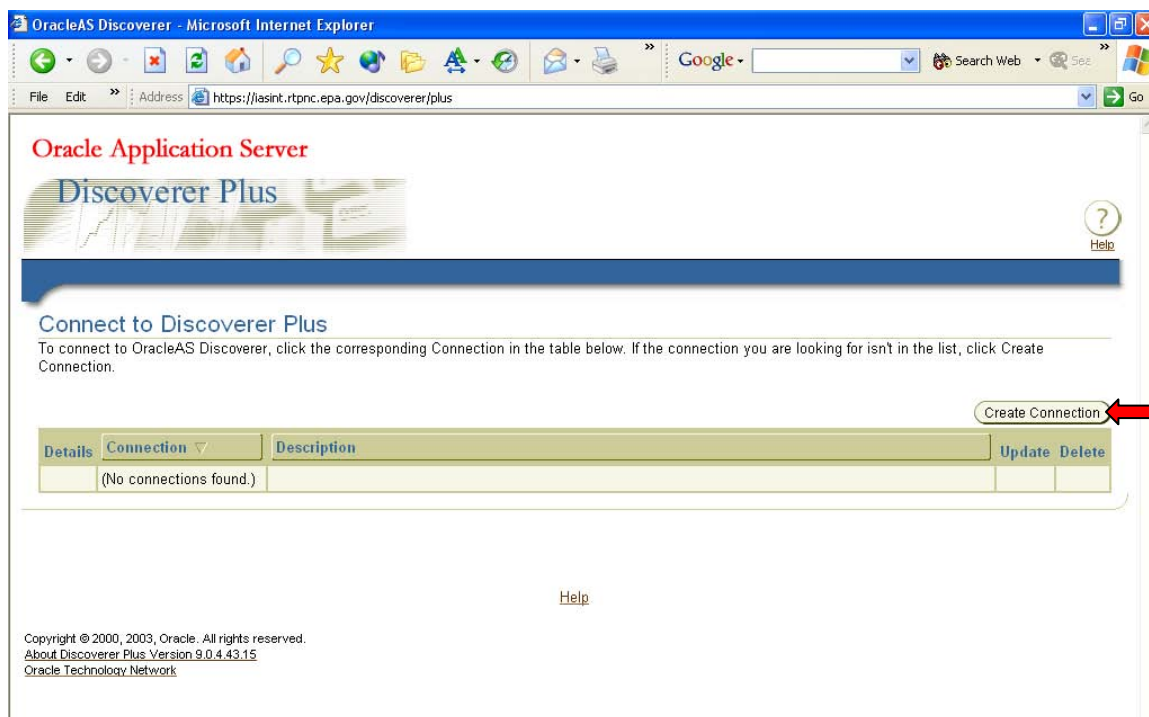 OracleAS Discoverer - Microsoft Internet Explorer
Google Search Web
File Edit » Address https://iasint.rtpnc.epa.gov/discoverer/plus Go
Oracle Application Server
Discoverer Plus
?
Help
Connect to Discoverer Plus
To connect to OracleAS Discoverer, click the corresponding Connection in the table below. If the connection you are looking for isn't in the list, click Create
Connection.
Create Connection
Details Connection Description Update Delete
(No connections found.)
Help
Copyright © 2000, 2003, Oracle. All rights reserved.
About Discoverer Plus Version 9.0.4.43.15
Oracle Technology Network